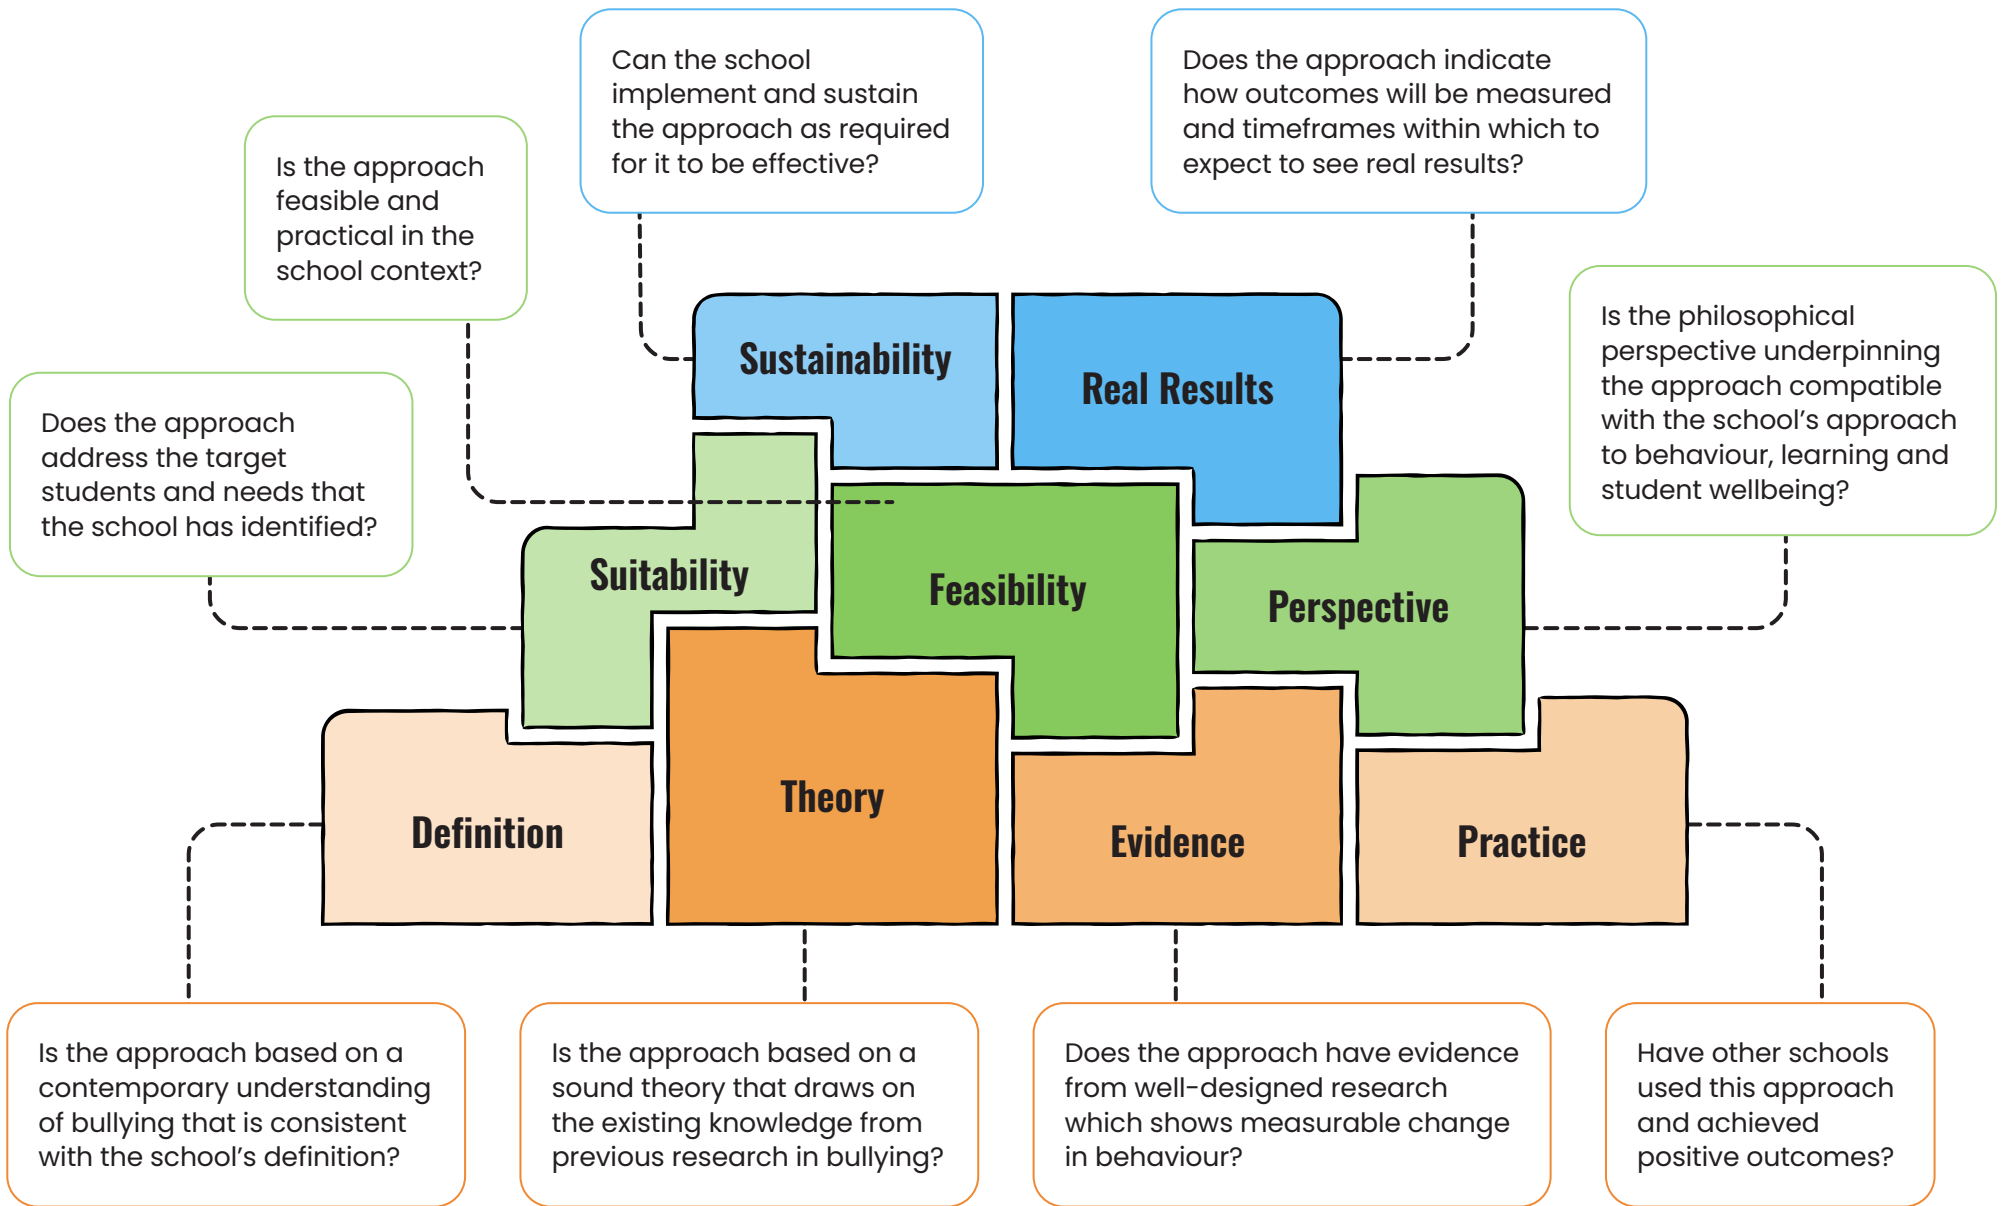 Can the school
implement and sustain
the approach as required
for it to be effective?
Does the approach indicate
how outcomes will be measured
and timeframes within which to
expect to see real results?
Is the approach
feasible and
practical in the
school context?
Is the philosophical
perspective underpinning
the approach compatible
with the school’s approach
to behaviour, learning and
student wellbeing?
Does the approach
address the target
students and needs that
the school has identified?
Sustainability
Real Results
Suitability
Feasibility
Perspective
Definition
Theory
Evidence
Practice
Is the approach based on a
contemporary understanding
of bullying that is consistent
with the school’s definition?
Is the approach based on a
sound theory that draws on
the existing knowledge from
previous research in bullying?
Does the approach have evidence
from well-designed research
which shows measurable change
in behaviour?
Have other schools
used this approach
and achieved
positive outcomes?